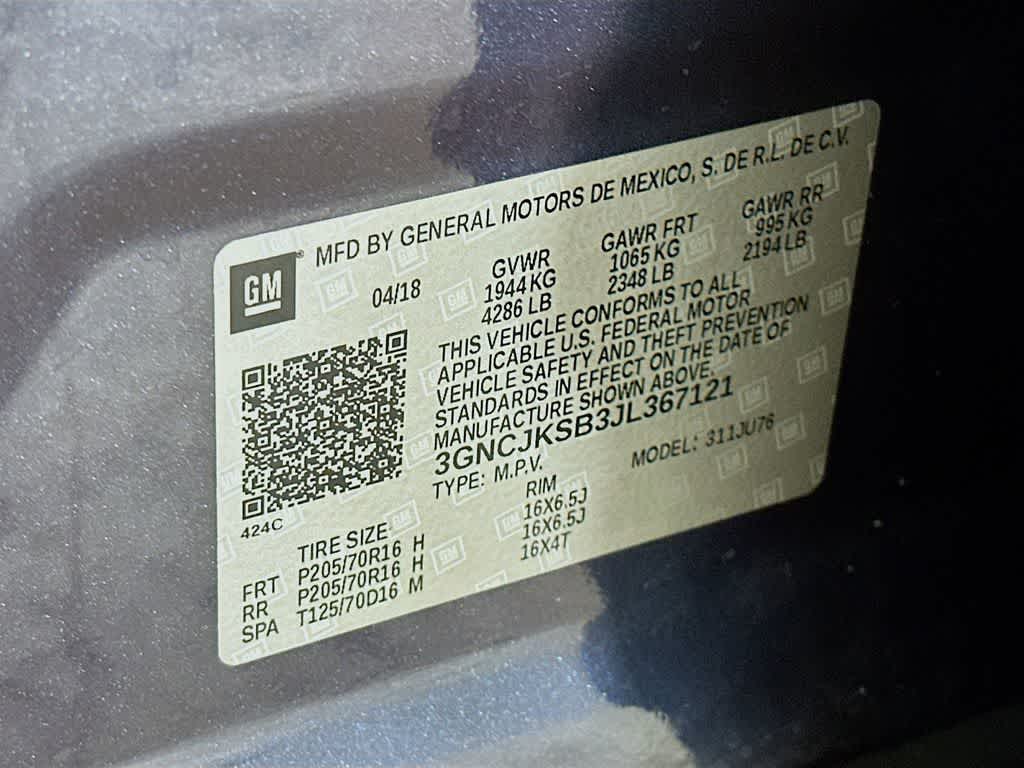 MFD BY GENERAL MOTORS DE MEXICO, S. DE R.L. DE C.V.
GM®
04/18
GVWR GAWR FRT GAWR RR
1944 KG 1065 KG 995 KG
4286 LB 2348 LB 2194 LB
THIS VEHICLE CONFORMS TO ALL
APPLICABLE U.S. FEDERAL MOTOR
VEHICLE SAFETY AND THEFT PREVENTION
STANDARDS IN EFFECT ON THE DATE OF
MANUFACTURE SHOWN ABOVE.
3GNCJKSB3JL367121
TYPE: M.P.V. MODEL: 311JU76
424C
TIRE SIZE RIM
FRT P205/70R16 H 16X6.5J
RR P205/70R16 H 16X6.5J
SPA T125/70D16 M 16X4T